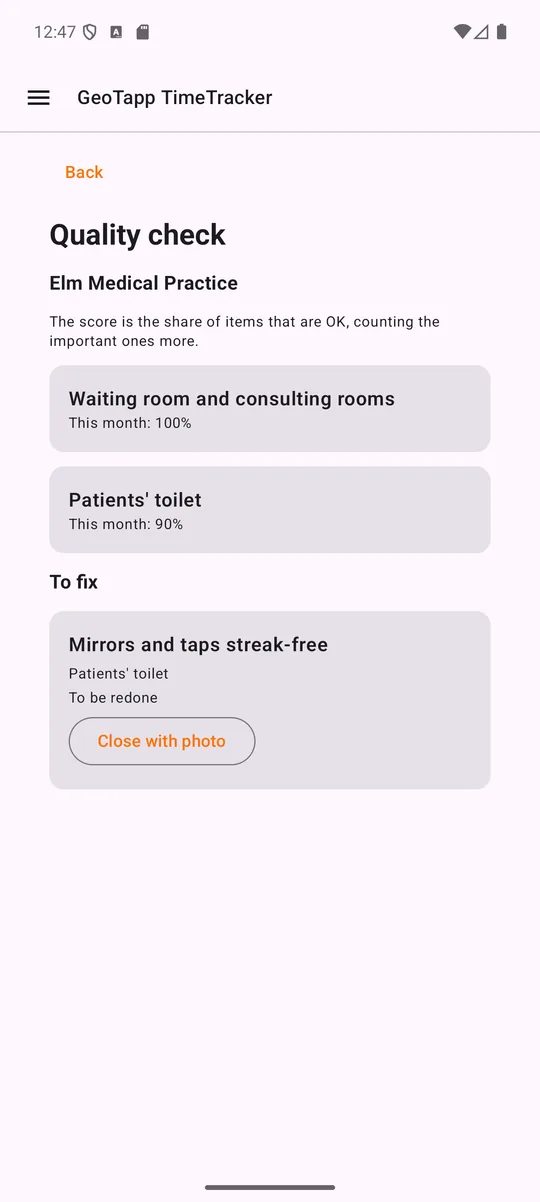 12:47
GeoTapp TimeTracker
Back
Quality check
Elm Medical Practice
The score is the share of items that are OK, counting the
important ones more.
Waiting room and consulting rooms
This month: 100%
Patients' toilet
This month: 90%
To fix
Mirrors and taps streak-free
Patients' toilet
To be redone
Close with photo